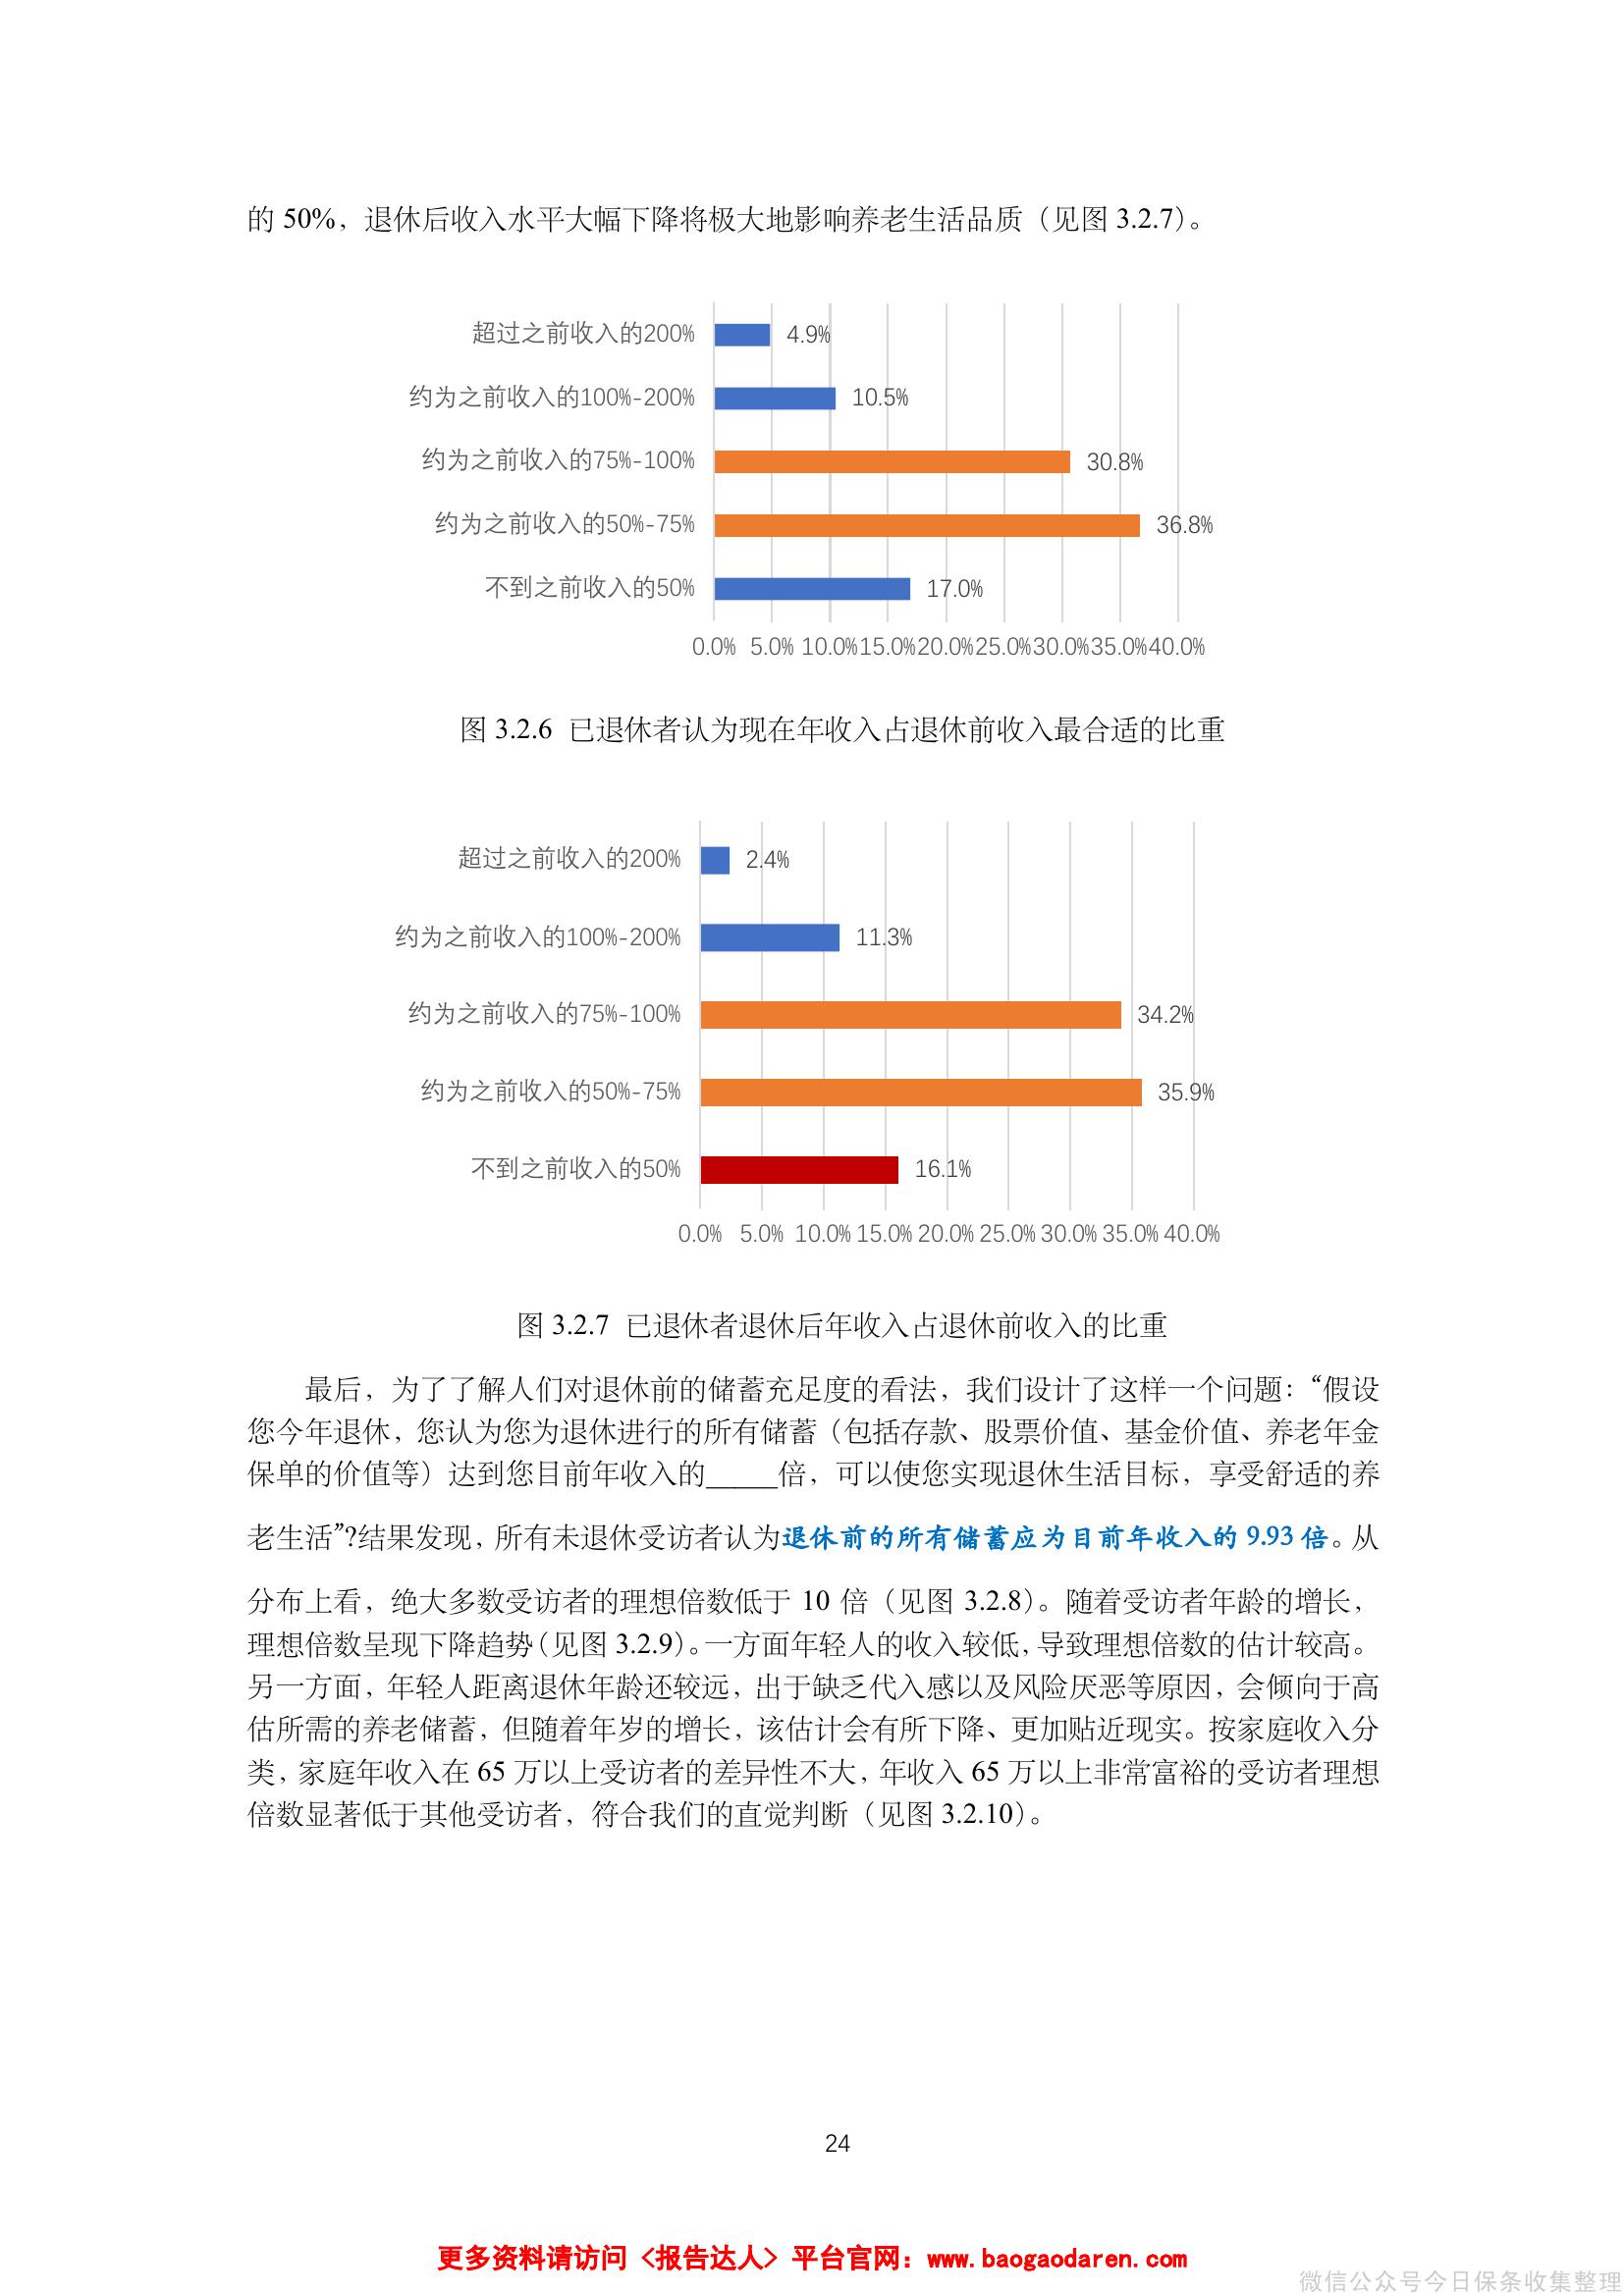 的 50%，退休后收入水平大幅下降将极大地影响养老生活品质（见图 3.2.7）。
超过之前收入的200% 4.9%
约为之前收入的100%-200% 10.5%
约为之前收入的75%-100% 30.8%
约为之前收入的50%-75% 36.8%
不到之前收入的50% 17.0%
0.0% 5.0% 10.0% 15.0% 20.0% 25.0% 30.0% 35.0% 40.0%
图 3.2.6 已退休者认为现在年收入占退休前收入最合适的比重
超过之前收入的200% 2.4%
约为之前收入的100%-200% 11.3%
约为之前收入的75%-100% 34.2%
约为之前收入的50%-75% 35.9%
不到之前收入的50% 16.1%
0.0% 5.0% 10.0% 15.0% 20.0% 25.0% 30.0% 35.0% 40.0%
图 3.2.7 已退休者退休后年收入占退休前收入的比重
最后，为了了解人们对退休前的储蓄充足度的看法，我们设计了这样一个问题：“假设
您今年退休，您认为您为退休进行的所有储蓄（包括存款、股票价值、基金价值、养老年金
保单的价值等）达到您目前年收入的_____倍，可以使您实现退休生活目标，享受舒适的养
老生活”?结果发现，所有未退休受访者认为退休前的所有储蓄应为目前年收入的 9.93 倍。从
分布上看，绝大多数受访者的理想倍数低于 10 倍（见图 3.2.8）。随着受访者年龄的增长，
理想倍数呈现下降趋势（见图 3.2.9）。一方面年轻人的收入较低，导致理想倍数的估计较高。
另一方面，年轻人距离退休年龄还较远，出于缺乏代入感以及风险厌恶等原因，会倾向于高
估所需的养老储蓄，但随着年岁的增长，该估计会有所下降、更加贴近现实。按家庭收入分
类，家庭年收入在 65 万以上受访者的差异性不大，年收入 65 万以上非常富裕的受访者理想
倍数显著低于其他受访者，符合我们的直觉判断（见图 3.2.10）。
24
更多资料请访问《报告达人》平台官网：www.baogaodaren.com
微信公众号今日保条收集整理